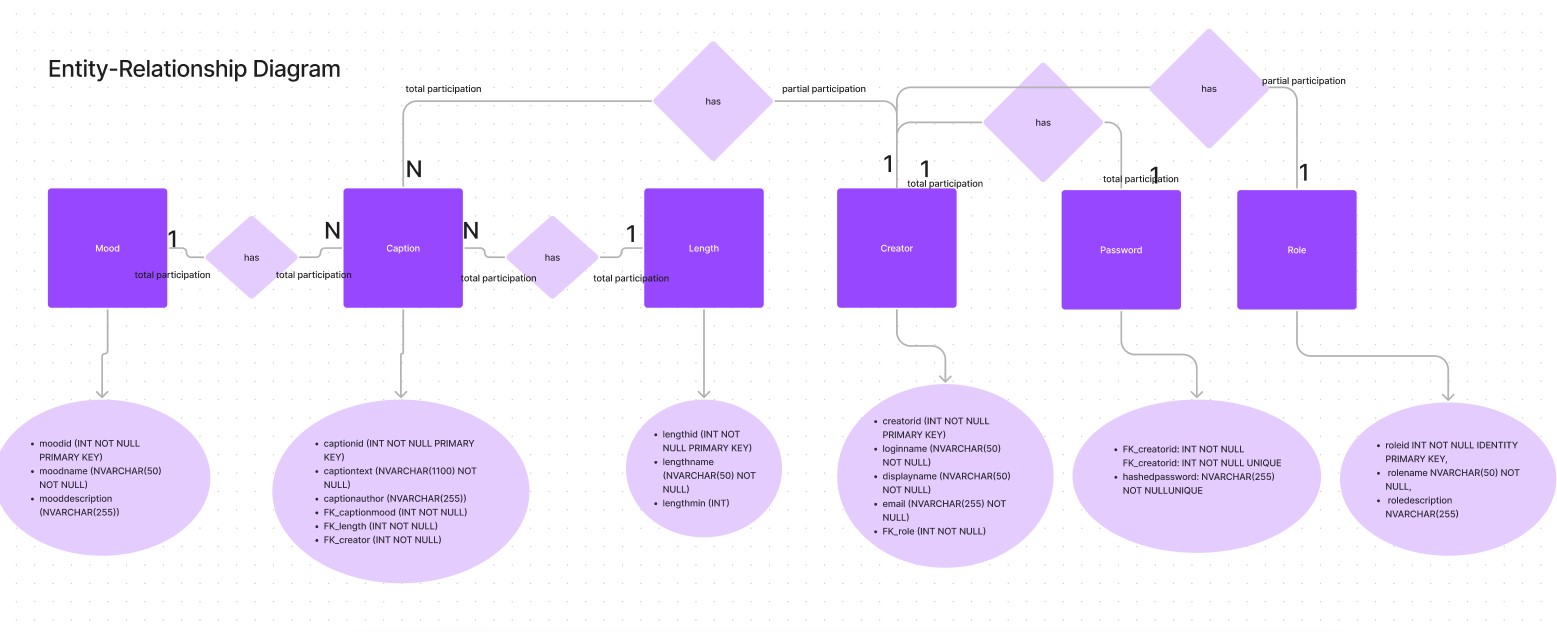 Entity-Relationship Diagram
has
has
has
total participation
partial participation
partial participation
N
1
1
total participation
total participation
1
1
Mood
1
has
N
Caption
N
has
1
Length
Creator
Password
Role
total participation
total participation
total participation
total participation
• moodid (INT NOT NULL
PRIMARY KEY)
• moodname (NVARCHAR(50)
NOT NULL)
• mooddescription
(NVARCHAR(255))
• captionid (INT NOT NULL PRIMARY
KEY)
• captiontext (NVARCHAR(1100) NOT
NULL)
• captionauthor (NVARCHAR(255))
• FK_captionmood (INT NOT NULL)
• FK_length (INT NOT NULL)
• FK_creator (INT NOT NULL)
• lengthid (INT NOT
NULL PRIMARY KEY)
• lengthname
(NVARCHAR(50) NOT
NULL)
• lengthmin (INT)
• creatorid (INT NOT NULL
PRIMARY KEY)
• loginname (NVARCHAR(50)
NOT NULL)
• displayname (NVARCHAR(50)
NOT NULL)
• email (NVARCHAR(255) NOT
NULL)
• FK_role (INT NOT NULL)
• FK_creatorid: INT NOT NULL
FK_creatorid: INT NOT NULL UNIQUE
• hashedpassword: NVARCHAR(255)
NOT NULLUNIQUE
• roleid INT NOT NULL IDENTITY
PRIMARY KEY,
• rolename NVARCHAR(50) NOT
NULL,
• roledescription
NVARCHAR(255)